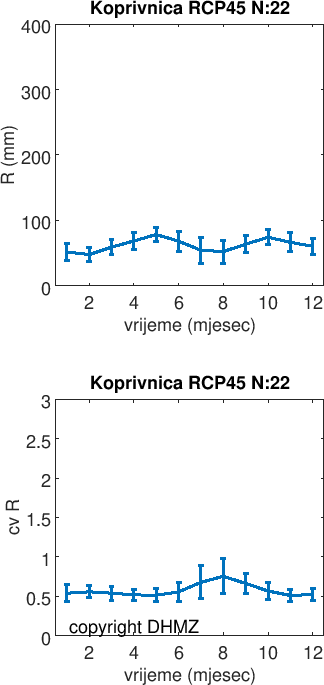 Koprivnica RCP45 N:22
400
300
200
100
0
R (mm)
2 4 6 8 10 12
vrijeme (mjesec)
Koprivnica RCP45 N:22
3
2.5
2
1.5
1
0.5
0
cv R
copyright DHMZ
2 4 6 8 10 12
vrijeme (mjesec)